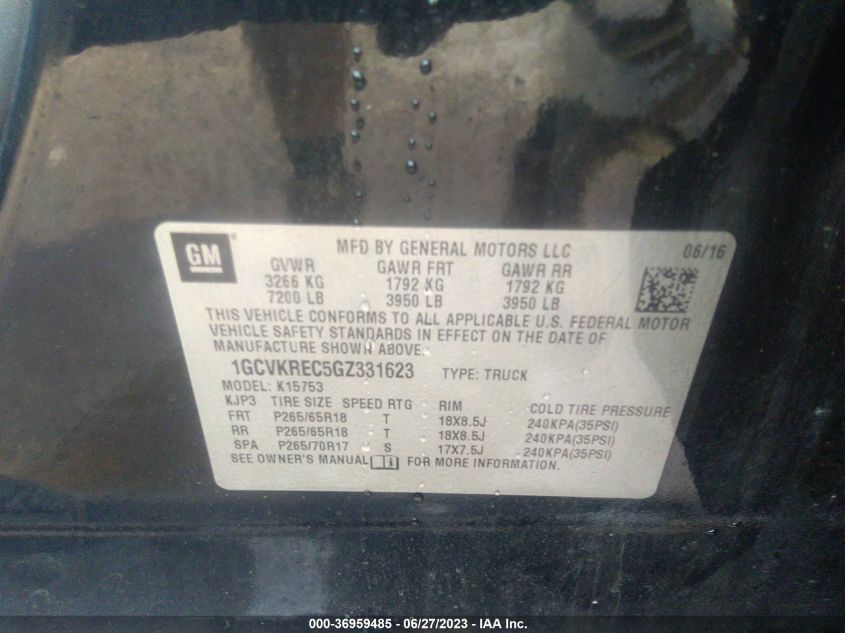 GM®
MFD BY GENERAL MOTORS LLC 06/16
GVWR GAWR FRT GAWR RR
3266 KG 1792 KG 1792 KG
7200 LB 3950 LB 3950 LB
THIS VEHICLE CONFORMS TO ALL APPLICABLE U.S. FEDERAL MOTOR
VEHICLE SAFETY STANDARDS IN EFFECT ON THE DATE OF
MANUFACTURE SHOWN ABOVE.
1GCVKREC5GZ331623 TYPE: TRUCK
MODEL: K15753
KJP3 TIRE SIZE SPEED RTG RIM COLD TIRE PRESSURE
FRT P265/65R18 T 18X8.5J 240KPA(35PSI)
RR P265/65R18 T 18X8.5J 240KPA(35PSI)
SPA P265/70R17 S 17X7.5J 240KPA(35PSI)
SEE OWNER'S MANUAL FOR MORE INFORMATION.
000-36959485 - 06/27/2023 - IAA Inc.